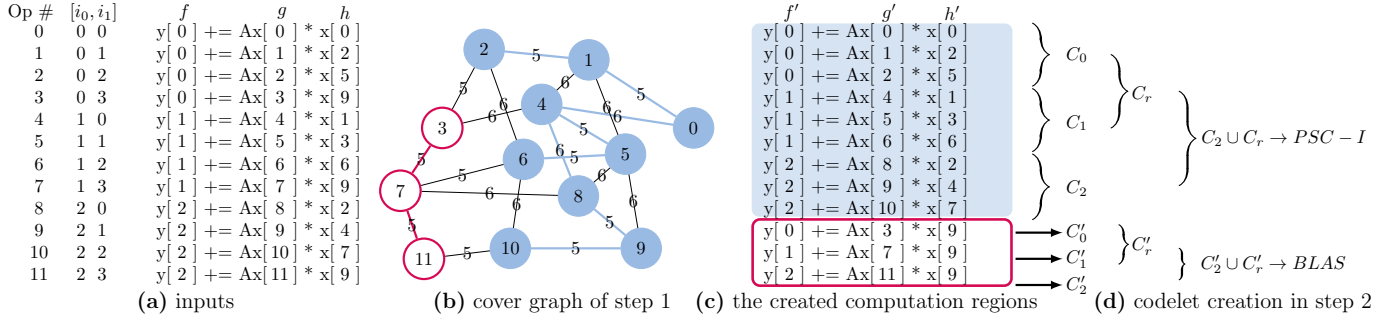 Op # [i0, i1] f g h
0 0 0 y[ 0 ] += Ax[ 0 ] * x[ 0 ]
1 0 1 y[ 0 ] += Ax[ 1 ] * x[ 2 ]
2 0 2 y[ 0 ] += Ax[ 2 ] * x[ 5 ]
3 0 3 y[ 0 ] += Ax[ 3 ] * x[ 9 ]
4 1 0 y[ 1 ] += Ax[ 4 ] * x[ 1 ]
5 1 1 y[ 1 ] += Ax[ 5 ] * x[ 3 ]
6 1 2 y[ 1 ] += Ax[ 6 ] * x[ 6 ]
7 1 3 y[ 1 ] += Ax[ 7 ] * x[ 9 ]
8 2 0 y[ 2 ] += Ax[ 8 ] * x[ 2 ]
9 2 1 y[ 2 ] += Ax[ 9 ] * x[ 4 ]
10 2 2 y[ 2 ] += Ax[ 10 ] * x[ 7 ]
11 2 3 y[ 2 ] += Ax[ 11 ] * x[ 9 ]
(a) inputs
2
5
1
5
6
5
6
6
4
6
6
6
3
0
5
5
6
5
6
5
5
6
7
6
8
6
6
5
5
11
5
10
5
9
(b) cover graph of step 1
f′ g′ h′
y[ 0 ] += Ax[ 0 ] * x[ 0 ]
y[ 0 ] += Ax[ 1 ] * x[ 2 ]
y[ 0 ] += Ax[ 2 ] * x[ 5 ]
y[ 1 ] += Ax[ 4 ] * x[ 1 ]
y[ 1 ] += Ax[ 5 ] * x[ 3 ]
y[ 1 ] += Ax[ 6 ] * x[ 6 ]
y[ 2 ] += Ax[ 8 ] * x[ 2 ]
y[ 2 ] += Ax[ 9 ] * x[ 4 ]
y[ 2 ] += Ax[ 10 ] * x[ 7 ]
y[ 0 ] += Ax[ 3 ] * x[ 9 ]
y[ 1 ] += Ax[ 7 ] * x[ 9 ]
y[ 2 ] += Ax[ 11 ] * x[ 9 ]
(c) the created computation regions
C0
C1
C2
Cr
C2 ∪ Cr → PSC − I
C′0
C′1
C′2
C′r
C′2 ∪ C′r → BLAS
(d) codelet creation in step 2